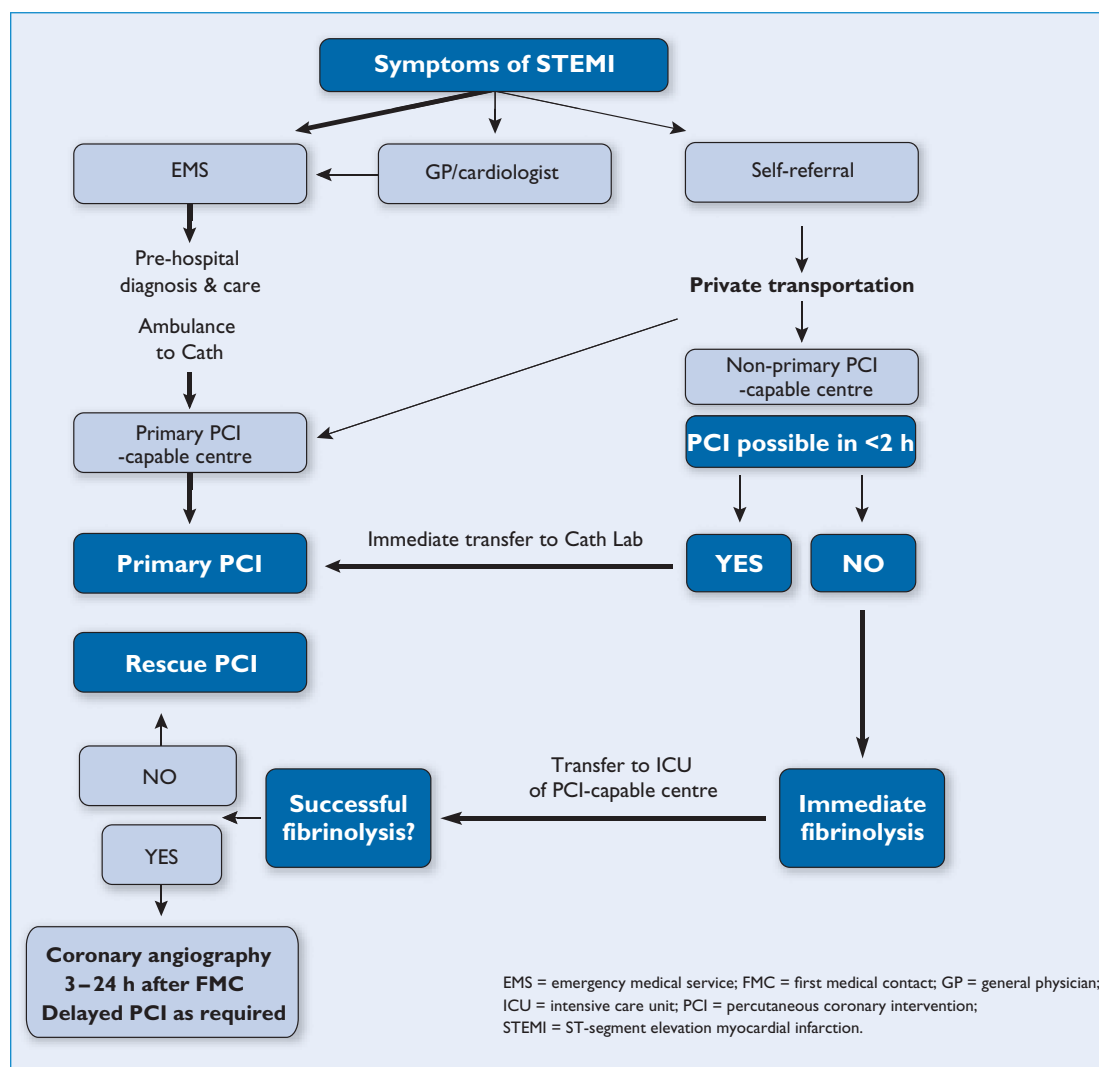 Symptoms of STEMI
EMS
GP/cardiologist
Self-referral
Pre-hospital
diagnosis & care
Private transportation
Ambulance
to Cath
Non-primary PCI
-capable centre
Primary PCI
-capable centre
PCI possible in <2 h
Immediate transfer to Cath Lab
Primary PCI
YES
NO
Rescue PCI
NO
Transfer to ICU
of PCI-capable centre
Successful
fibrinolysis?
Immediate
fibrinolysis
YES
Coronary angiography
3–24 h after FMC
Delayed PCI as required
EMS = emergency medical service; FMC = first medical contact; GP = general physician;
ICU = intensive care unit; PCI = percutaneous coronary intervention;
STEMI = ST-segment elevation myocardial infarction.